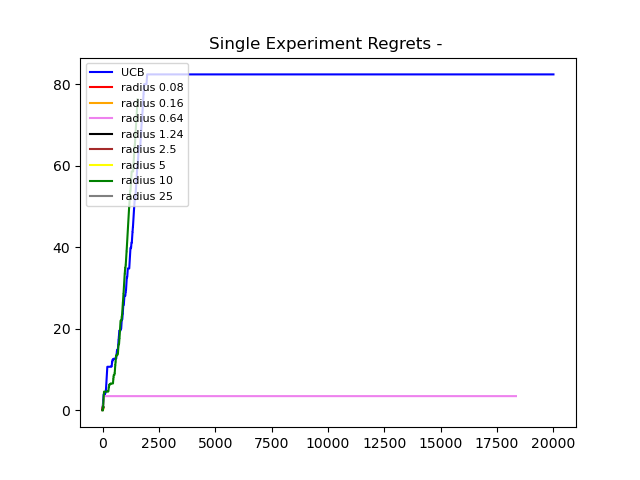 Single Experiment Regrets -
UCB
radius 0.08
radius 0.16
radius 0.64
radius 1.24
radius 2.5
radius 5
radius 10
radius 25
80
60
40
20
0
0 2500 5000 7500 10000 12500 15000 17500 20000